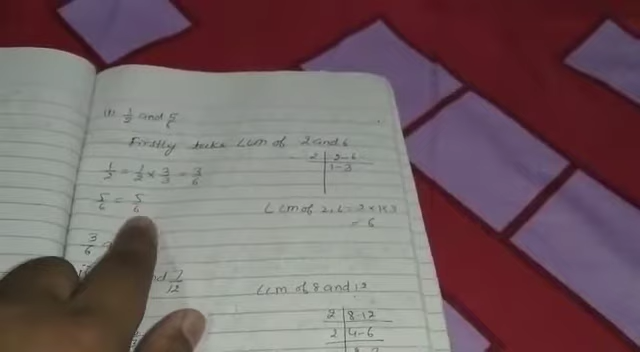 (i) 1/2 and 5/6
Firstly take LCM of 2 and 6
1/2 = 1/2 × 3/3 = 3/6
2 | 2-6
1-3
5/6 = 5/6
LCM of 2,6 = 2×1×3
= 6
3/6
7/12
LCM of 8 and 12
2 | 8-12
2 | 4-6